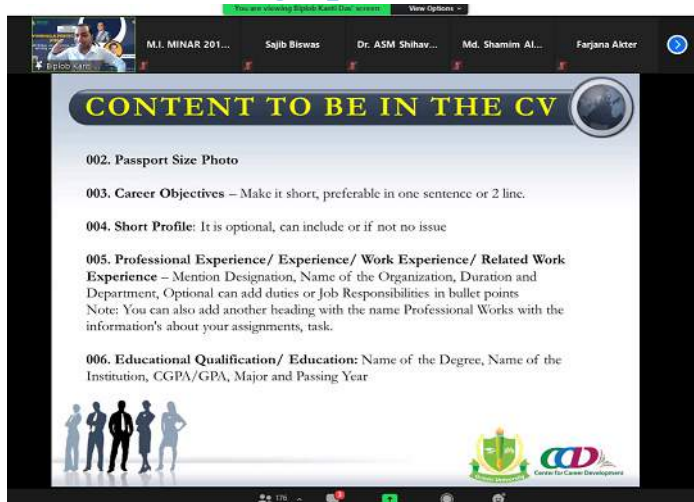 You are viewing Biplob Kanti Das' screen
View Options
Biplob Kanti
M.I. MINAR 201...
Sajib Biswas
Dr. ASM Shihav...
Md. Shamim Al...
Farjana Akter
CONTENT TO BE IN THE CV
002. Passport Size Photo
003. Career Objectives – Make it short, preferable in one sentence or 2 line.
004. Short Profile: It is optional, can include or if not no issue
005. Professional Experience/ Experience/ Work Experience/ Related Work
Experience – Mention Designation, Name of the Organization, Duration and
Department, Optional can add duties or Job Responsibilities in bullet points
Note: You can also add another heading with the name Professional Works with the
information's about your assignments, task.
006. Educational Qualification/ Education: Name of the Degree, Name of the
Institution, CGPA/GPA, Major and Passing Year
CCD
Centre for Career Development
176
3